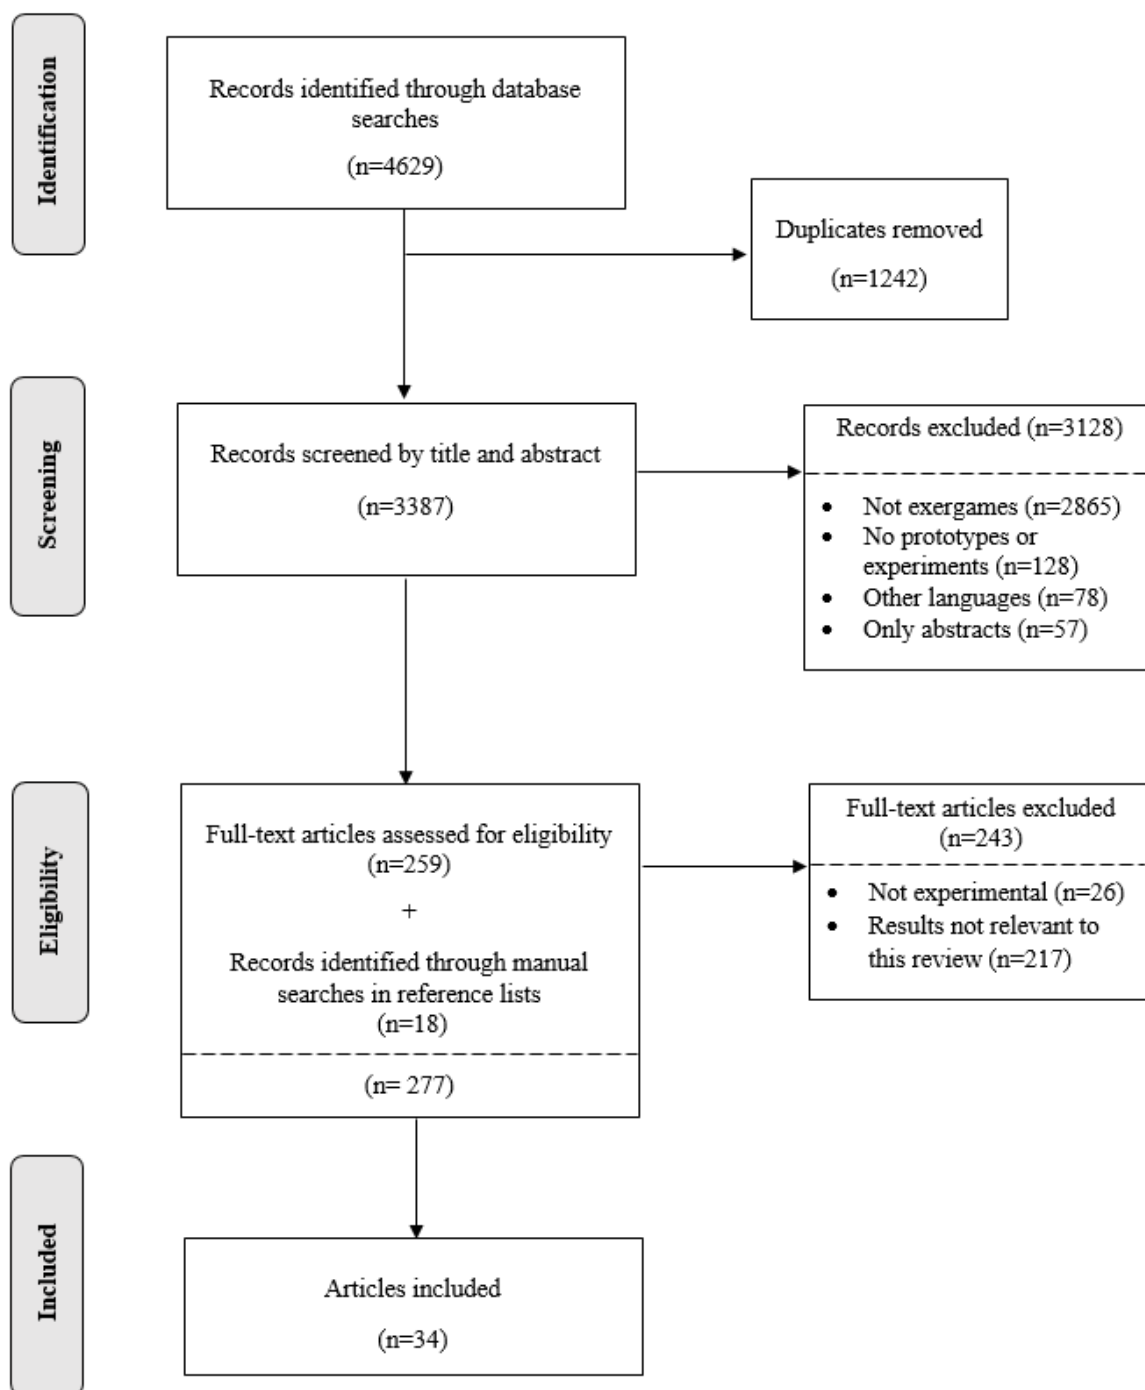 Identification
Records identified through database
searches
(n=4629)
Duplicates removed
(n=1242)
Screening
Records screened by title and abstract
(n=3387)
Records excluded (n=3128)
• Not exergames (n=2865)
• No prototypes or
experiments (n=128)
• Other languages (n=78)
• Only abstracts (n=57)
Eligibility
Full-text articles assessed for eligibility
(n=259)
+
Records identified through manual
searches in reference lists
(n=18)
(n= 277)
Full-text articles excluded
(n=243)
• Not experimental (n=26)
• Results not relevant to
this review (n=217)
Included
Articles included
(n=34)